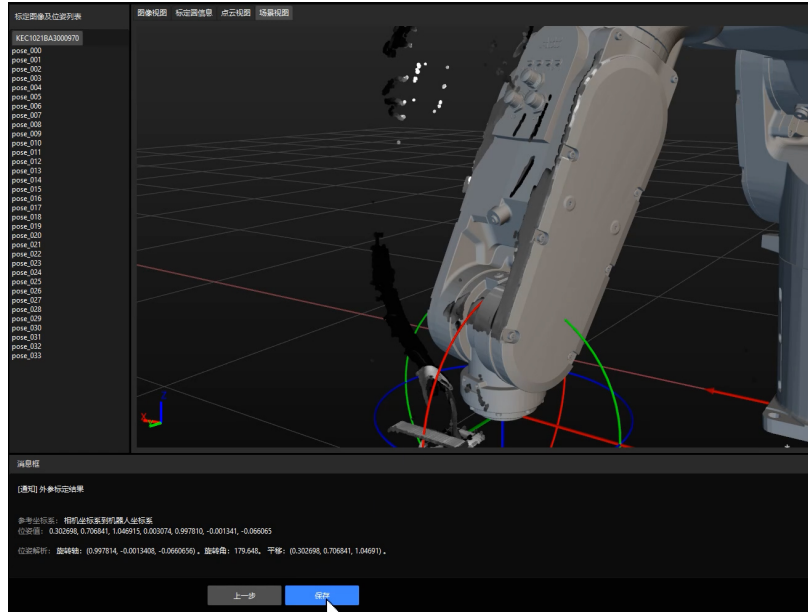 标定图像及位姿列表
图像视图 标定器信息 点云视图 场景视图
KEC1021BA3000970
pose_000
pose_001
pose_002
pose_003
pose_004
pose_005
pose_006
pose_007
pose_008
pose_009
pose_010
pose_011
pose_012
pose_013
pose_014
pose_015
pose_016
pose_017
pose_018
pose_019
pose_020
pose_021
pose_022
pose_023
pose_024
pose_025
pose_026
pose_027
pose_028
pose_029
pose_030
pose_031
pose_032
pose_033
X
Z
消息框
[通知] 外参标定结果
参考坐标系： 相机坐标系到机器人坐标系
位姿值： 0.302698, 0.706841, 1.046915, 0.003074, 0.997810, -0.001341, -0.066065
位姿解析： 旋转轴： (0.997814, -0.0013408, -0.0660656) 。旋转角： 179.648。 平移： (0.302698, 0.706841, 1.04691) 。
上一步
保存